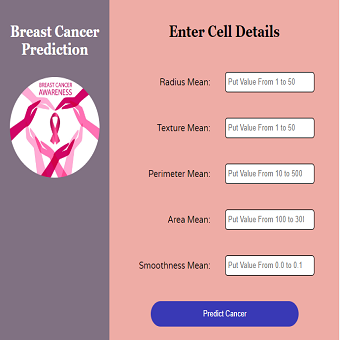 Breast Cancer
Prediction
BREAST CANCER
AWARENESS
Enter Cell Details
Radius Mean:
Put Value From 1 to 50
Texture Mean:
Put Value From 1 to 50
Perimeter Mean:
Put Value From 10 to 500
Area Mean:
Put Value From 100 to 30
Smoothness Mean:
Put Value From 0.0 to 0.1
Predict Cancer